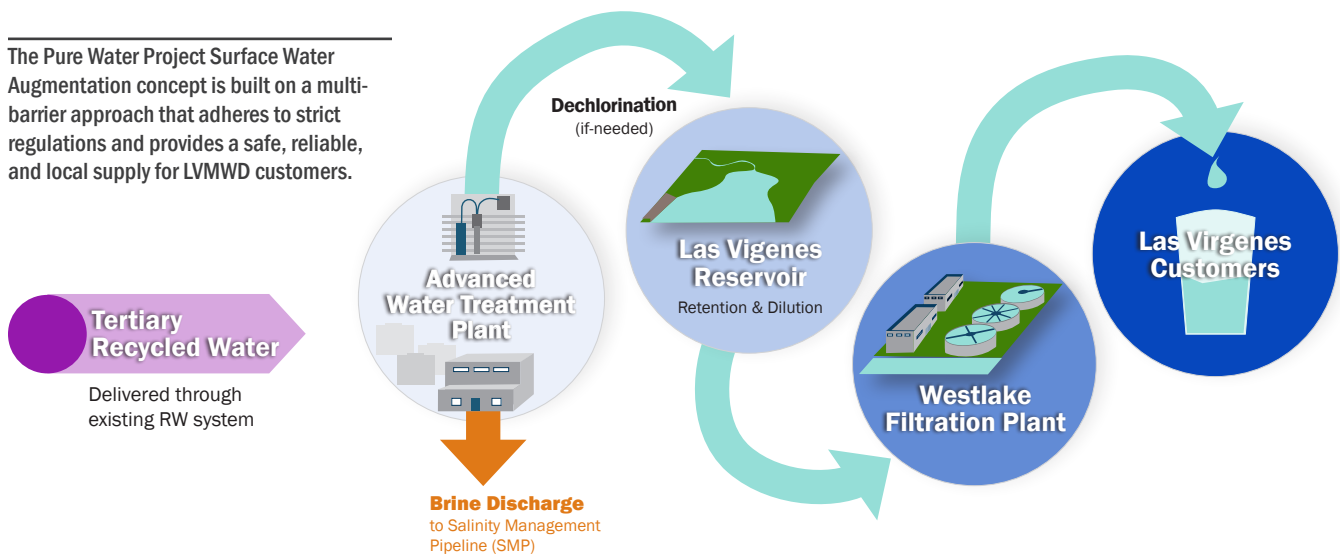 The Pure Water Project Surface Water
Augmentation concept is built on a multi-
barrier approach that adheres to strict
regulations and provides a safe, reliable,
and local supply for LVMWD customers.
Tertiary
Recycled Water
Delivered through
existing RW system
Advanced
Water Treatment
Plant
Brine Discharge
to Salinity Management
Pipeline (SMP)
Dechlorination
(if-needed)
Las Vigenes
Reservoir
Retention & Dilution
Westlake
Filtration Plant
Las Virgenes
Customers